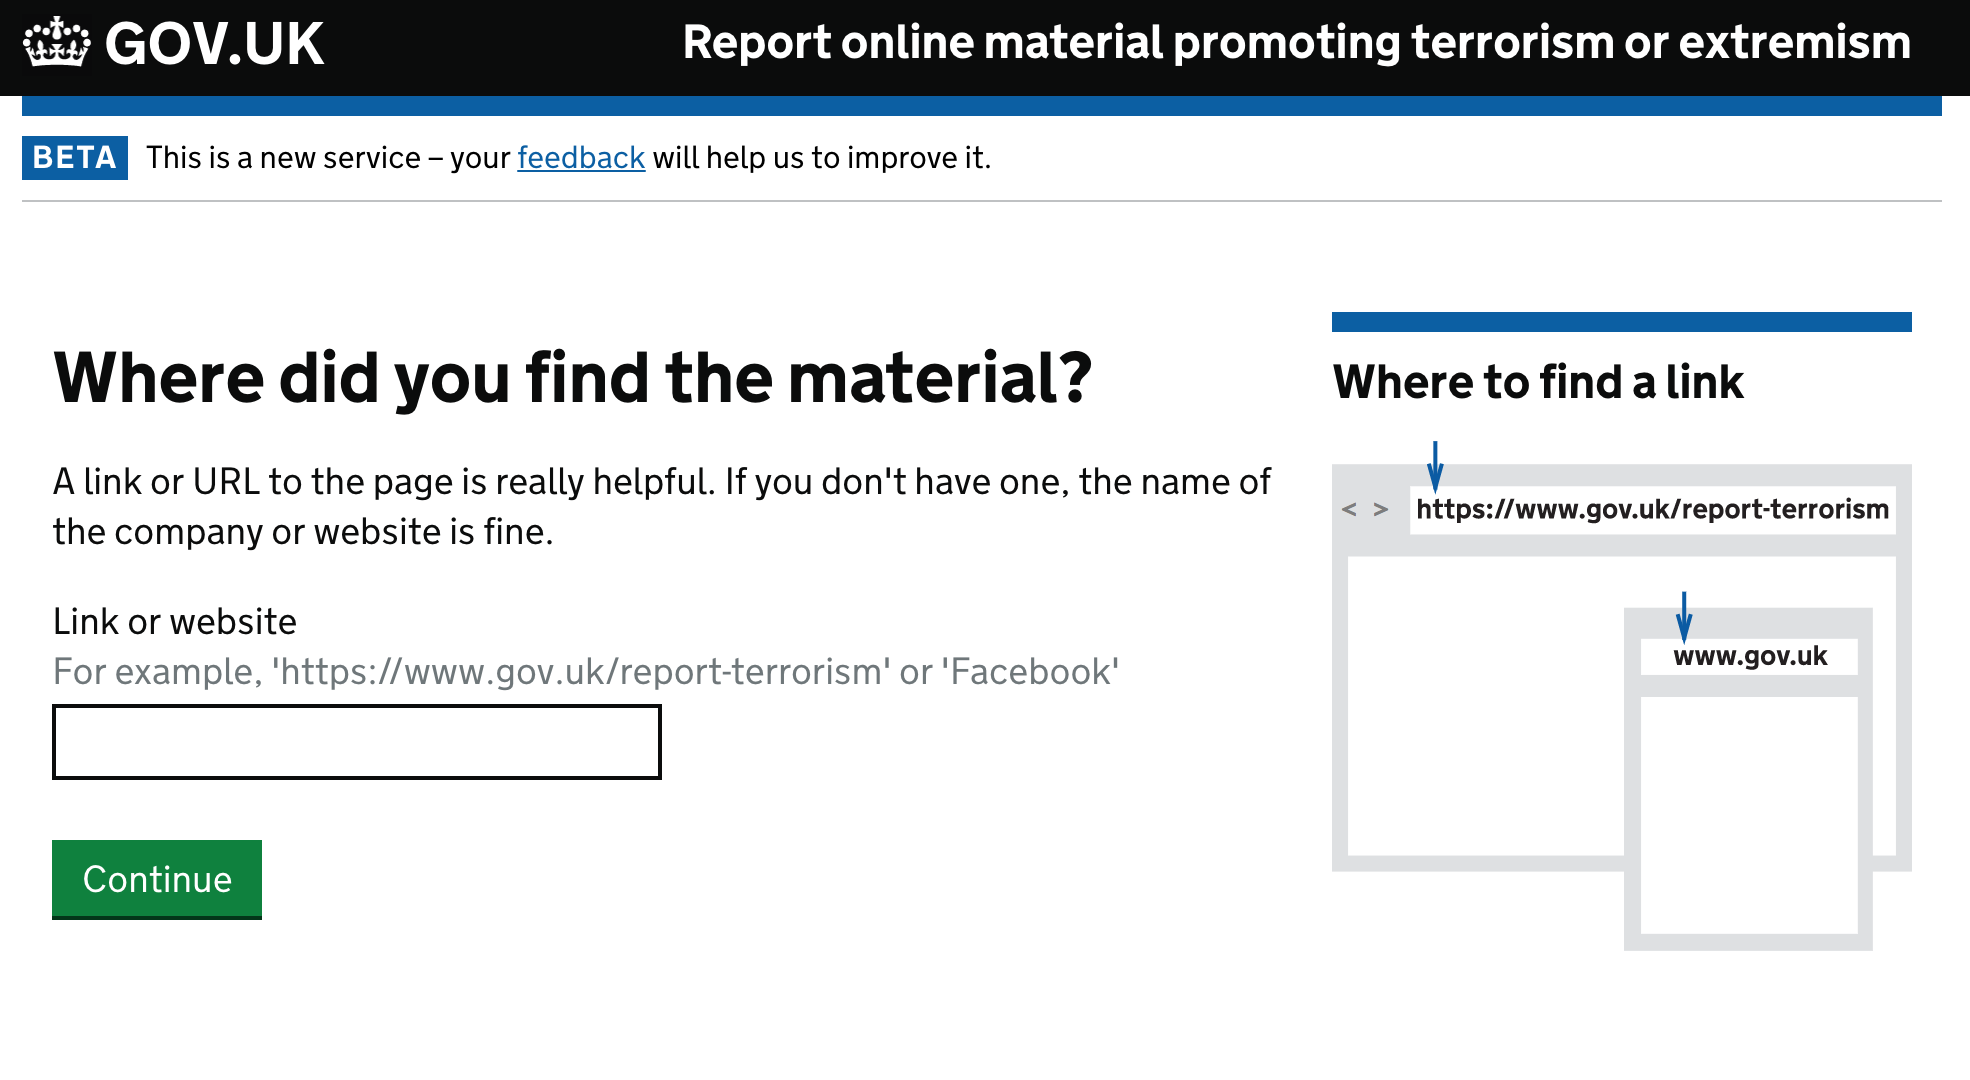 GOV.UK
Report online material promoting terrorism or extremism
BETA This is a new service – your feedback will help us to improve it.
Where did you find the material?
A link or URL to the page is really helpful. If you don't have one, the name of
the company or website is fine.
Link or website
For example, 'https://www.gov.uk/report-terrorism' or 'Facebook'
Continue
Where to find a link
< > https://www.gov.uk/report-terrorism
www.gov.uk